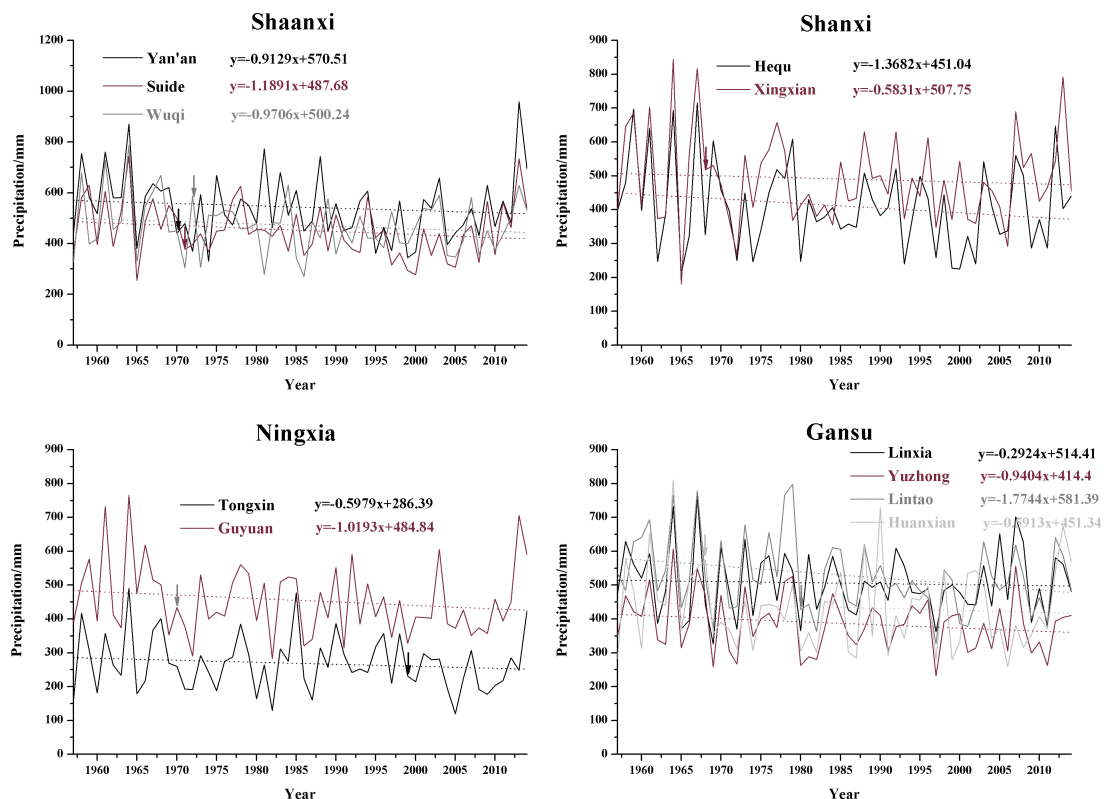 Shaanxi
1200
1000
800
600
400
200
0
Precipitation/mm
Yan'an y=-0.9129x+570.51
Suide y=-1.1891+487.68
Wuqi y=-0.9706x+500.24
1960 1965 1970 1975 1980 1985 1990 1995 2000 2005 2010
Year
Shanxi
900
800
700
600
500
400
300
200
100
0
Precipitation/mm
Hequ y=-1.3682x+451.04
Xingxian y=-0.5831x+507.75
1960 1965 1970 1975 1980 1985 1990 1995 2000 2005 2010
Year
Ningxia
900
800
700
600
500
400
300
200
100
0
Precipitation/mm
Tongxin y=-0.5979x+286.39
Guyuan y=-1.0193x+484.84
1960 1965 1970 1975 1980 1985 1990 1995 2000 2005 2010
Year
Gansu
900
800
700
600
500
400
300
200
100
0
Precipitation/mm
Linxia y=-0.2924x+514.41
Yuzhong y=-0.9404x+414.4
Lintao y=-1.7744x+581.39
Huanxian
1960 1965 1970 1975 1980 1985 1990 1995 2000 2005 2010
Year